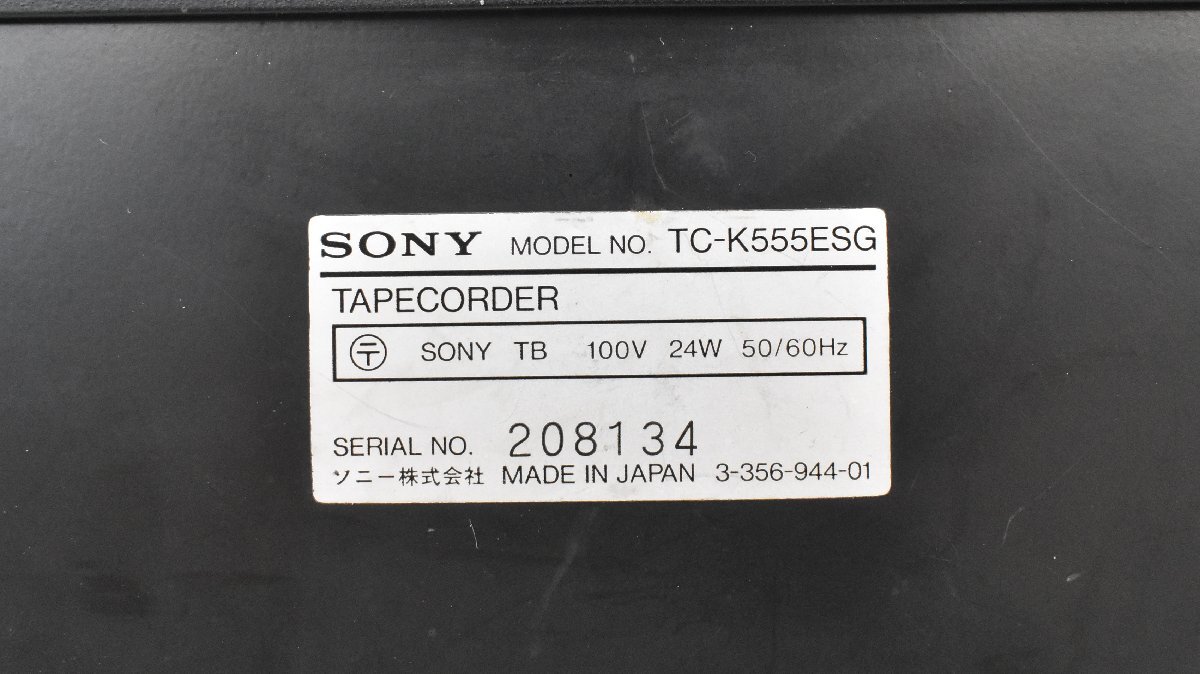 SONY MODEL NO. TC-K555ESG
TAPECORDER
〒 SONY TB 100V 24W 50/60Hz
SERIAL NO. 208134
ソニー株式会社 MADE IN JAPAN 3-356-944-01